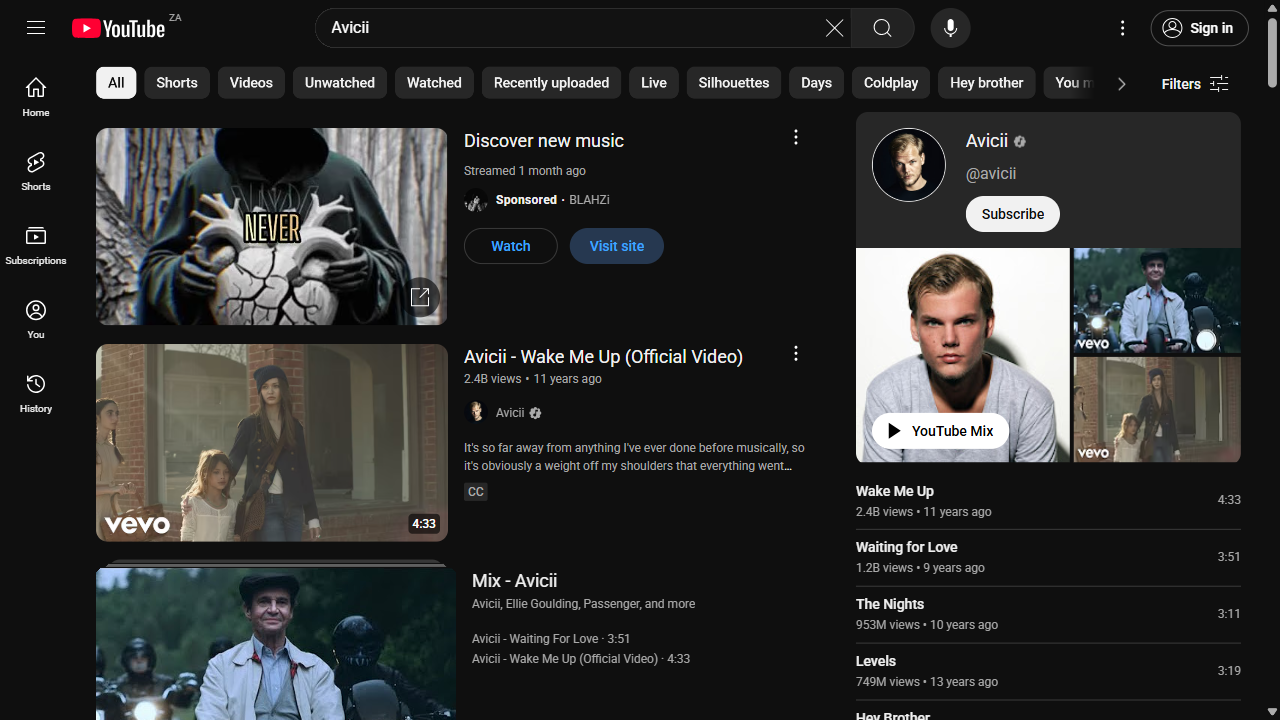 YouTube ZA
Avicii
Sign in
Home
Shorts
Subscriptions
You
History
All
Shorts
Videos
Unwatched
Watched
Recently uploaded
Live
Silhouettes
Days
Coldplay
Hey brother
You m
Filters
NEVER
Discover new music
Streamed 1 month ago
Sponsored · BLAHZi
Watch
Visit site
vevo
4:33
Avicii - Wake Me Up (Official Video)
2.4B views • 11 years ago
Avicii
It's so far away from anything I've ever done before musically, so
it's obviously a weight off my shoulders that everything went...
CC
Mix - Avicii
Avicii, Ellie Goulding, Passenger, and more
Avicii - Waiting For Love · 3:51
Avicii - Wake Me Up (Official Video) · 4:33
Avicii
@avicii
Subscribe
YouTube Mix
vevo
vevo
Wake Me Up
2.4B views • 11 years ago
4:33
Waiting for Love
1.2B views • 9 years ago
3:51
The Nights
953M views • 10 years ago
3:11
Levels
749M views • 13 years ago
3:19
Hey Brother